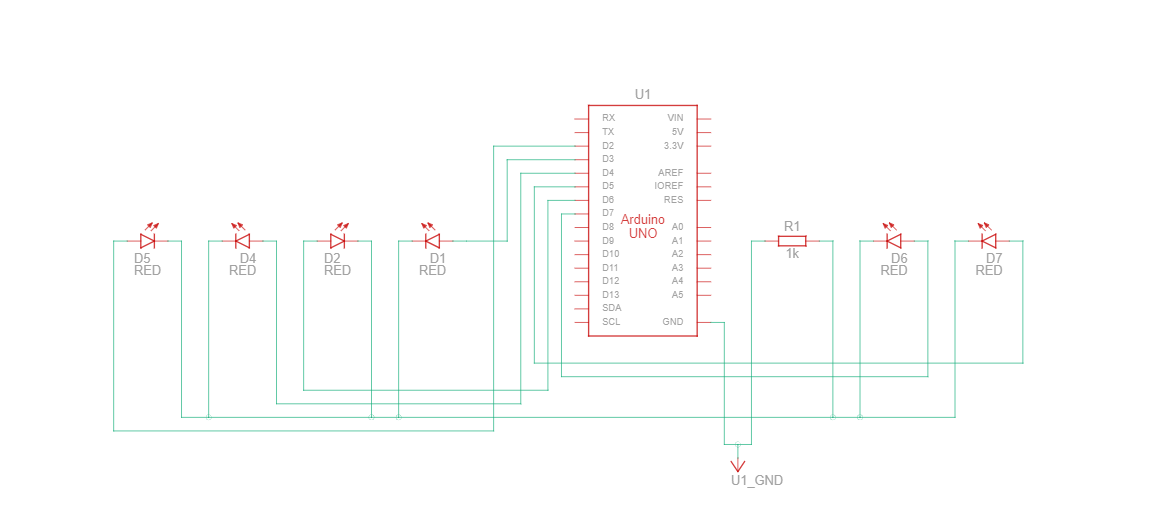 U1
RX VIN
TX 5V
D2 3.3V
D3
D4 AREF
D5 IOREF
D6 RES
D7
Arduino
UNO
D8 A0
D9 A1
D10 A2
D11 A3
D12 A4
D13 A5
SDA
SCL GND
D5
RED
D4
RED
D2
RED
D1
RED
R1
1k
D6
RED
D7
RED
U1_GND